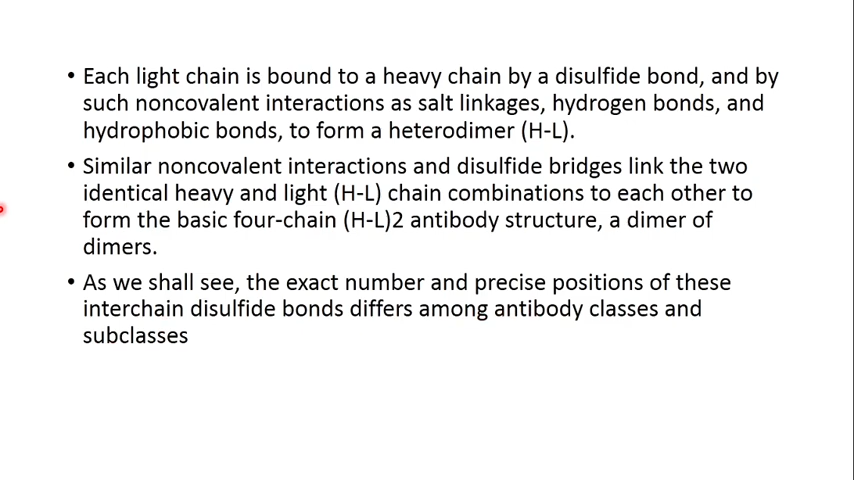 • Each light chain is bound to a heavy chain by a disulfide bond, and by
such noncovalent interactions as salt linkages, hydrogen bonds, and
hydrophobic bonds, to form a heterodimer (H-L).
• Similar noncovalent interactions and disulfide bridges link the two
identical heavy and light (H-L) chain combinations to each other to
form the basic four-chain (H-L)2 antibody structure, a dimer of
dimers.
• As we shall see, the exact number and precise positions of these
interchain disulfide bonds differs among antibody classes and
subclasses